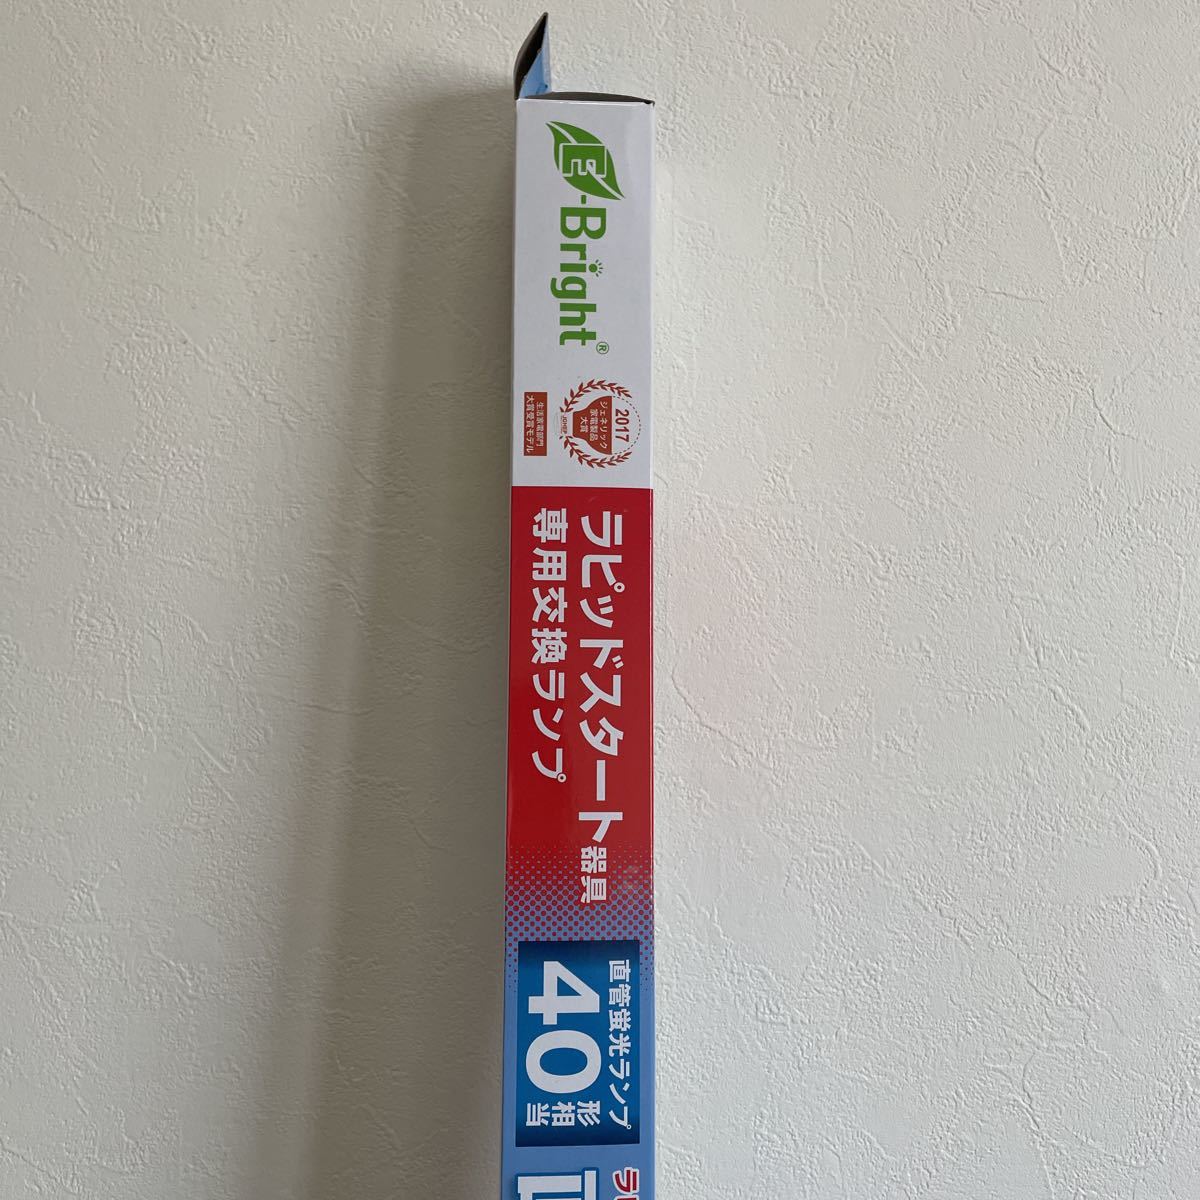 E-Bright®
2017
ジェネリック
家電製品
大賞
JGHEP
生活家電部門
大賞受賞モデル
ラピッドスタート器具
専用交換ランプ
直管蛍光ランプ
40形相当